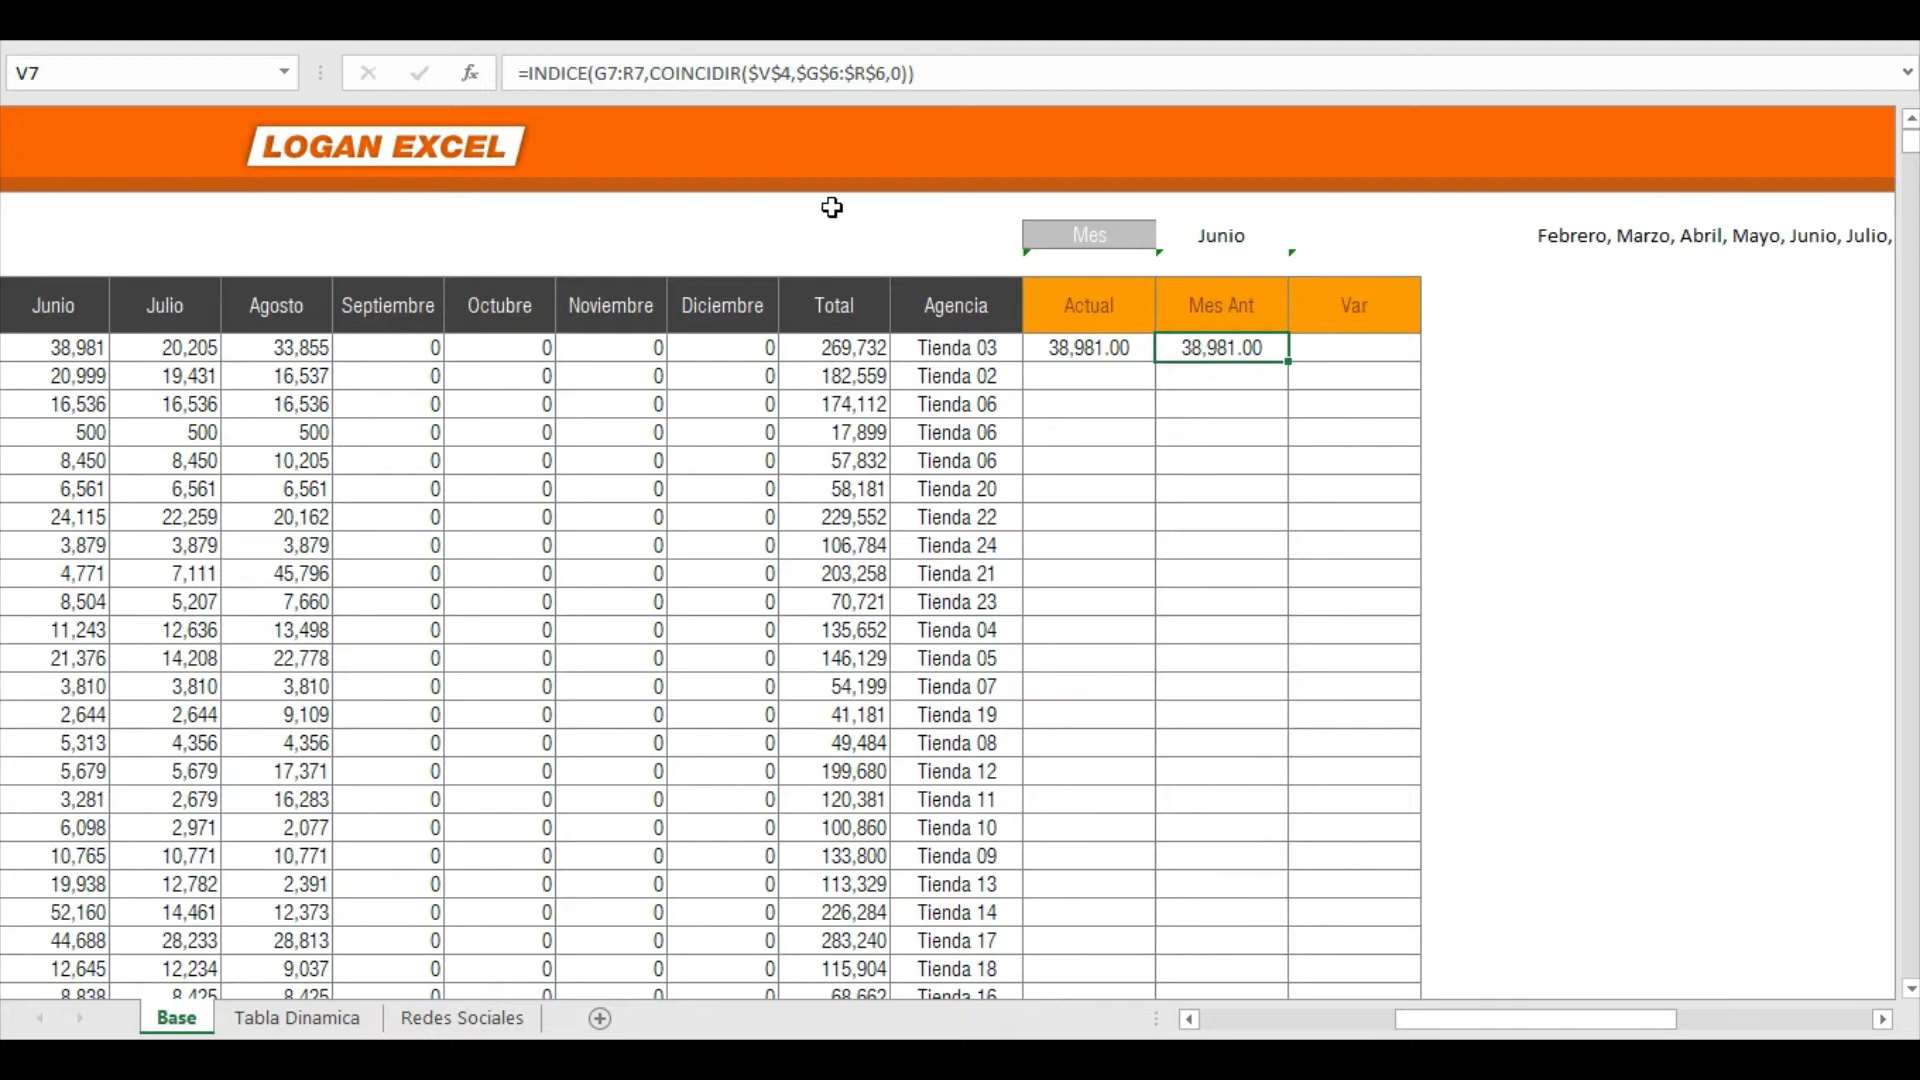 V7
fx
=INDICE(G7:R7,COINCIDIR($V$4,$G$6:$R$6,0))
LOGAN EXCEL
Mes Junio Febrero, Marzo, Abril, Mayo, Junio, Julio,
Junio Julio Agosto Septiembre Octubre Noviembre Diciembre Total Agencia Actual Mes Ant Var
38,981 20,205 33,855 0 0 0 0 269,732 Tienda 03 38,981.00 38,981.00
20,999 19,431 16,537 0 0 0 0 182,559 Tienda 02
16,536 16,536 16,536 0 0 0 0 174,112 Tienda 06
500 500 500 0 0 0 0 17,899 Tienda 06
8,450 8,450 10,205 0 0 0 0 57,832 Tienda 06
6,561 6,561 6,561 0 0 0 0 58,181 Tienda 20
24,115 22,259 20,162 0 0 0 0 229,552 Tienda 22
3,879 3,879 3,879 0 0 0 0 106,784 Tienda 24
4,771 7,111 45,796 0 0 0 0 203,258 Tienda 21
8,504 5,207 7,660 0 0 0 0 70,721 Tienda 23
11,243 12,636 13,498 0 0 0 0 135,652 Tienda 04
21,376 14,208 22,778 0 0 0 0 146,129 Tienda 05
3,810 3,810 3,810 0 0 0 0 54,199 Tienda 07
2,644 2,644 9,109 0 0 0 0 41,181 Tienda 19
5,313 4,356 4,356 0 0 0 0 49,484 Tienda 08
5,679 5,679 17,371 0 0 0 0 199,680 Tienda 12
3,281 2,679 16,283 0 0 0 0 120,381 Tienda 11
6,098 2,971 2,077 0 0 0 0 100,860 Tienda 10
10,765 10,771 10,771 0 0 0 0 133,800 Tienda 09
19,938 12,782 2,391 0 0 0 0 113,329 Tienda 13
52,160 14,461 12,373 0 0 0 0 226,284 Tienda 14
44,688 28,233 28,813 0 0 0 0 283,240 Tienda 17
12,645 12,234 9,037 0 0 0 0 115,904 Tienda 18
8,838 8,425 8,425 0 0 0 0 68,662 Tienda 16
Base Tabla Dinamica Redes Sociales